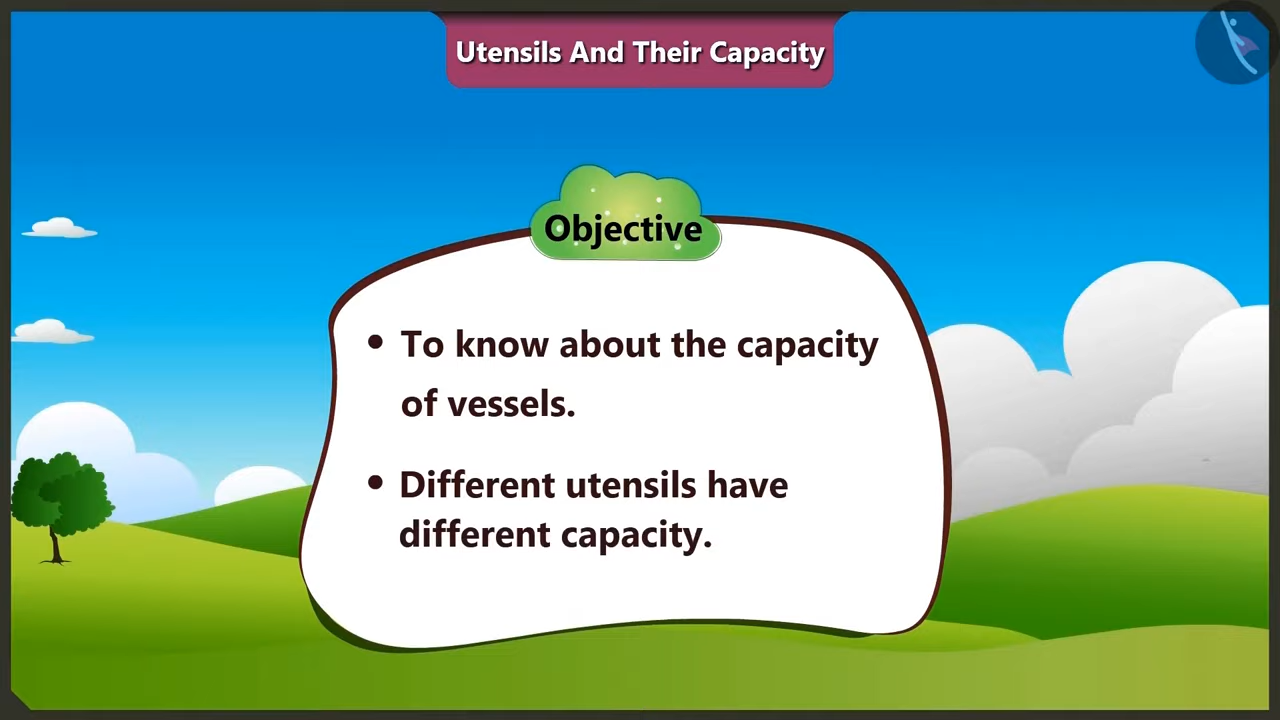 Utensils And Their Capacity
Objective
• To know about the capacity
of vessels.
• Different utensils have
different capacity.